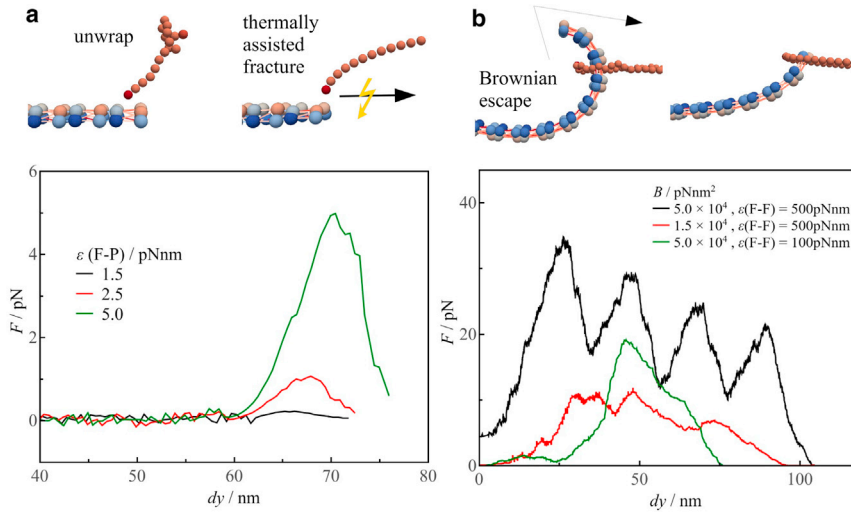 a
unwrap
thermally
assisted
fracture
6
4
2
0
F / pN
ε (F-P) / pNnm
1.5
2.5
5.0
40 50 60 70 80
dy / nm
b
Brownian
escape
40
20
0
F / pN
B / pNnm²
5.0 × 10⁴ , ε(F-F) = 500pNnm
1.5 × 10⁴ , ε(F-F) = 500pNnm
5.0 × 10⁴ , ε(F-F) = 100pNnm
0 50 100
dy / nm